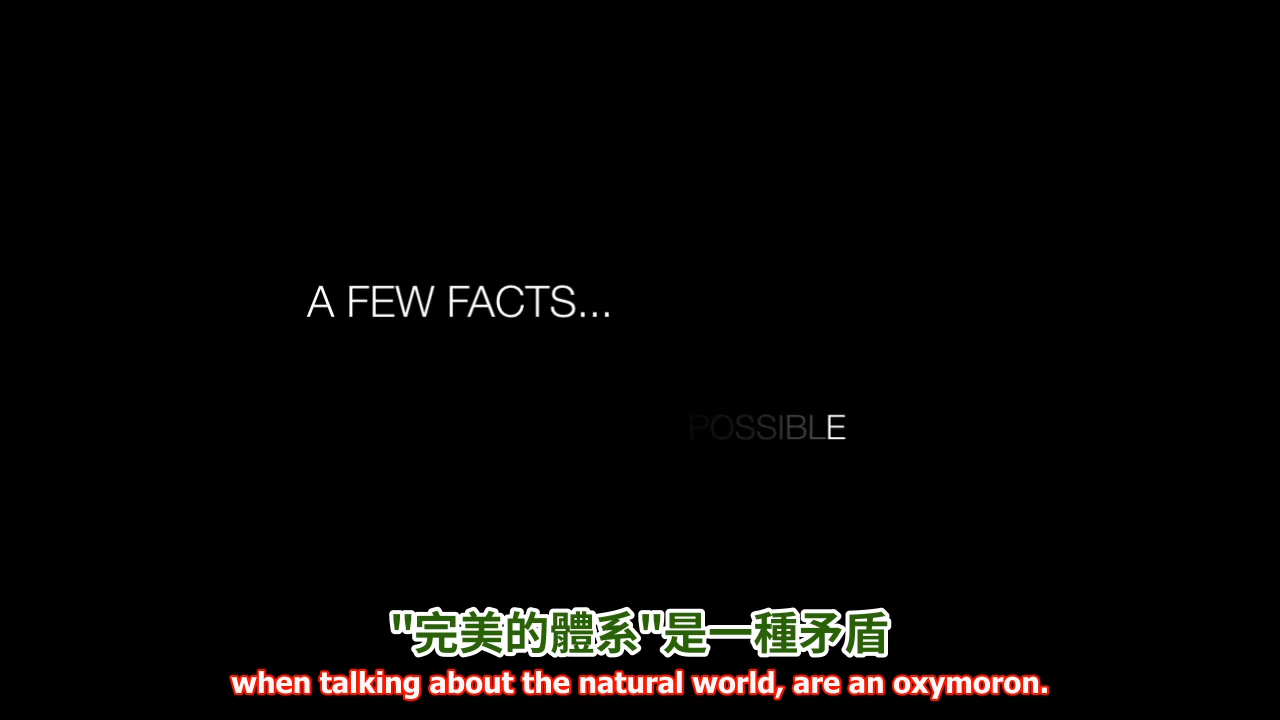 A FEW FACTS...
POSSIBLE
"完美的體系"是一種矛盾
when talking about the natural world, are an oxymoron.